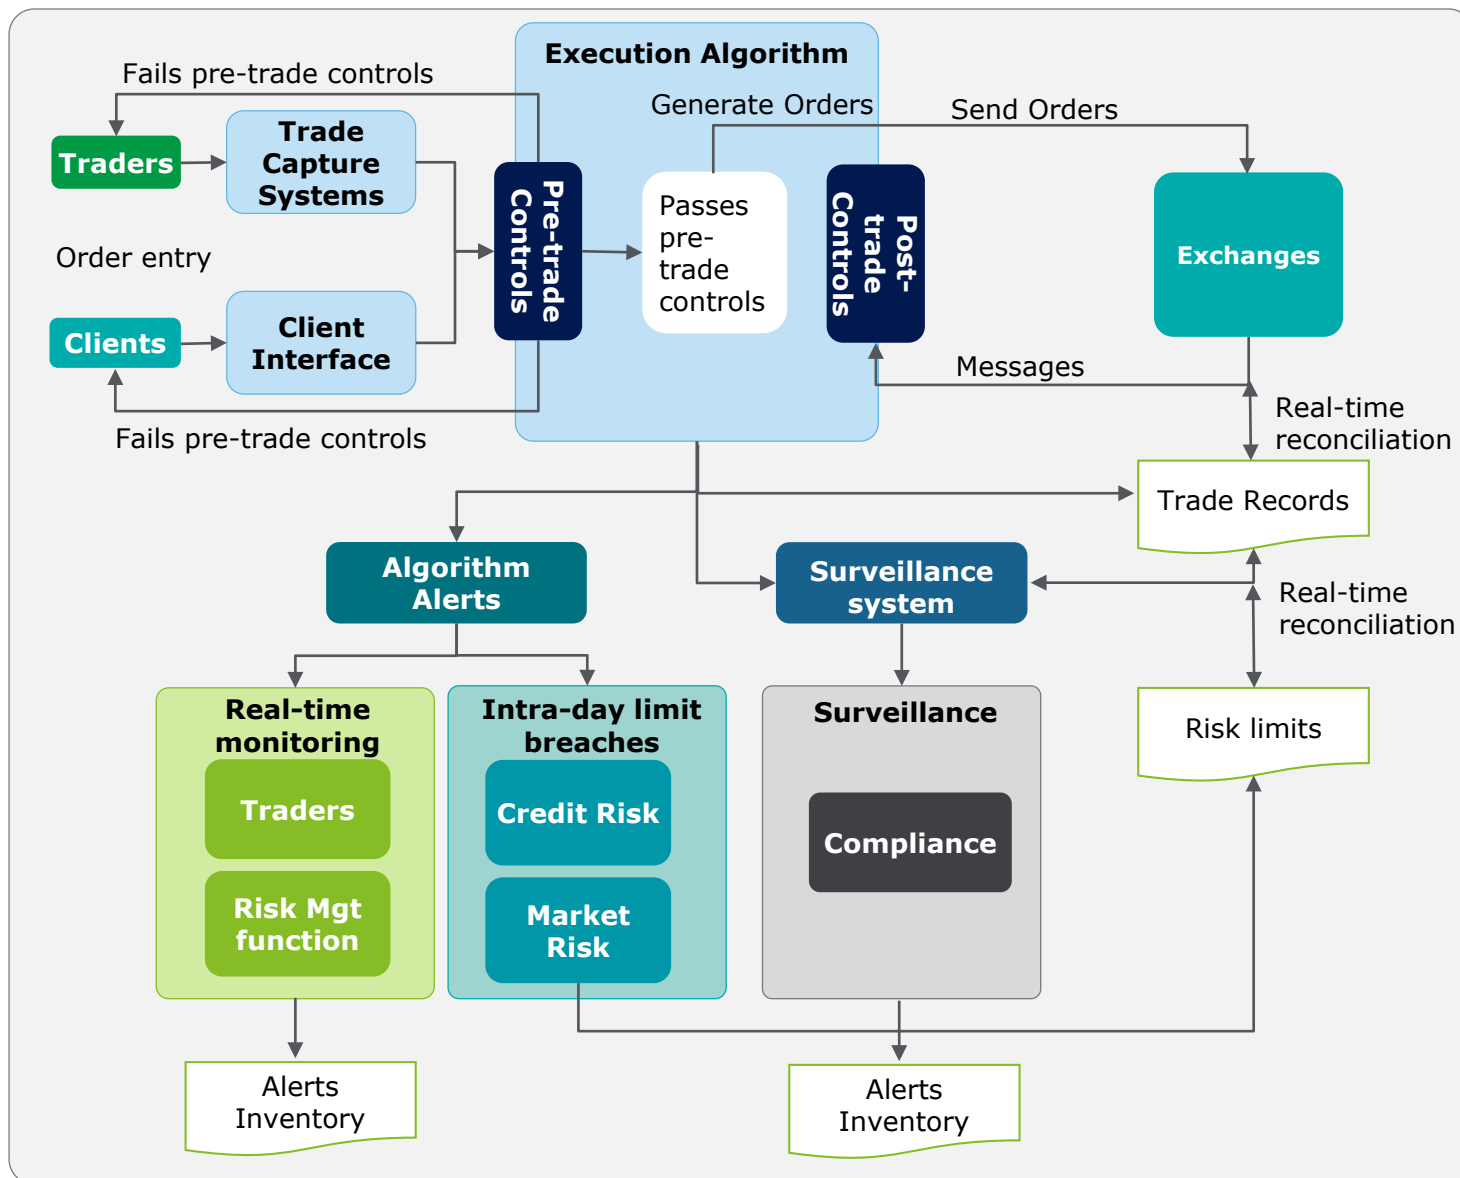 Execution Algorithm
Fails pre-trade controls
Generate Orders
Send Orders
Traders
Trade
Capture
Systems
Pre-trade
Controls
Passes
pre-
trade
controls
Post-
trade
Controls
Exchanges
Order entry
Clients
Client
Interface
Messages
Fails pre-trade controls
Real-time
reconciliation
Trade Records
Algorithm
Alerts
Surveillance
system
Real-time
reconciliation
Real-time
monitoring
Traders
Risk Mgt
function
Intra-day limit
breaches
Credit Risk
Market
Risk
Surveillance
Compliance
Risk limits
Alerts
Inventory
Alerts
Inventory